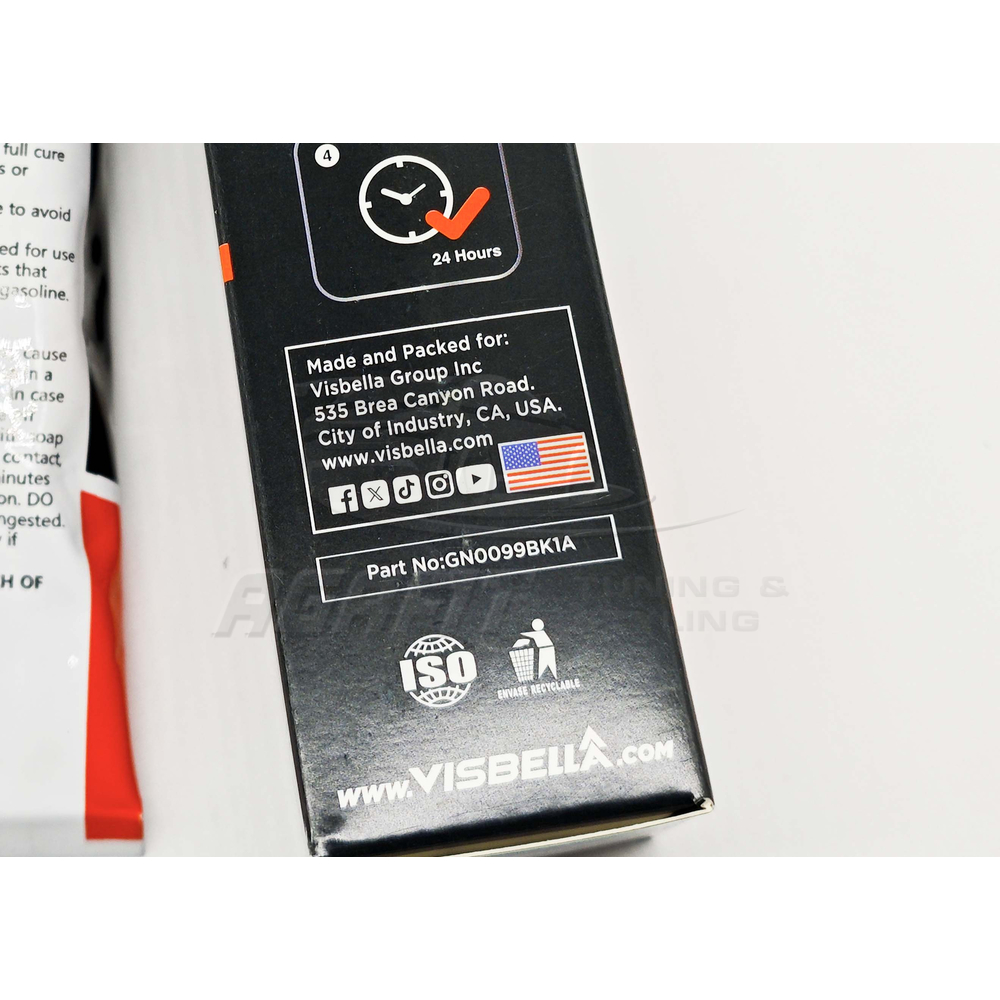 full cure
s or
e to avoid
ed for use
ts that
gasoline.
cause
in a
In case
soap
contact,
inutes
on. DO
ngested.
if
H OF
4
24 Hours
Made and Packed for:
Visbella Group Inc
535 Brea Canyon Road.
City of Industry, CA, USA.
www.visbella.com
Part No:GN0099BK1A
ISO
ENVASE RECYCLABLE
www.VISBELLA.COM
TUNING &